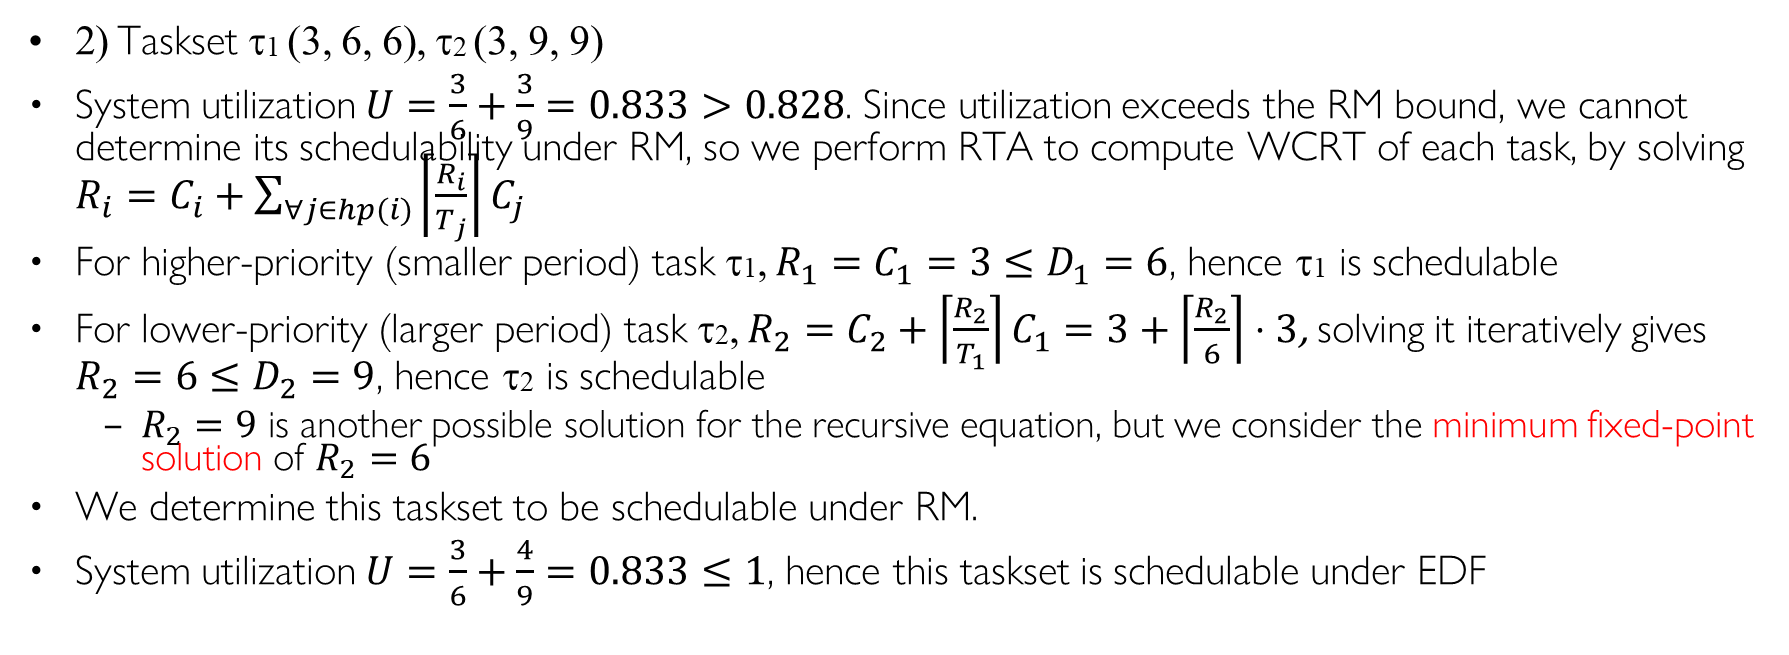 • 2) Taskset τ1 (3, 6, 6), τ2 (3, 9, 9)
• System utilization U = 3/6 + 3/9 = 0.833 > 0.828. Since utilization exceeds the RM bound, we cannot
determine its schedulability under RM, so we perform RTA to compute WCRT of each task, by solving
R_i = C_i + ∑_{∀j∈hp(i)} ⌈R_i/T_j⌉ C_j
• For higher-priority (smaller period) task τ1, R_1 = C_1 = 3 ≤ D_1 = 6, hence τ1 is schedulable
• For lower-priority (larger period) task τ2, R_2 = C_2 + ⌈R_2/T_1⌉ C_1 = 3 + ⌈R_2/6⌉ · 3, solving it iteratively gives
R_2 = 6 ≤ D_2 = 9, hence τ2 is schedulable
– R_2 = 9 is another possible solution for the recursive equation, but we consider the minimum fixed-point
solution of R_2 = 6
• We determine this taskset to be schedulable under RM.
• System utilization U = 3/6 + 4/9 = 0.833 ≤ 1, hence this taskset is schedulable under EDF